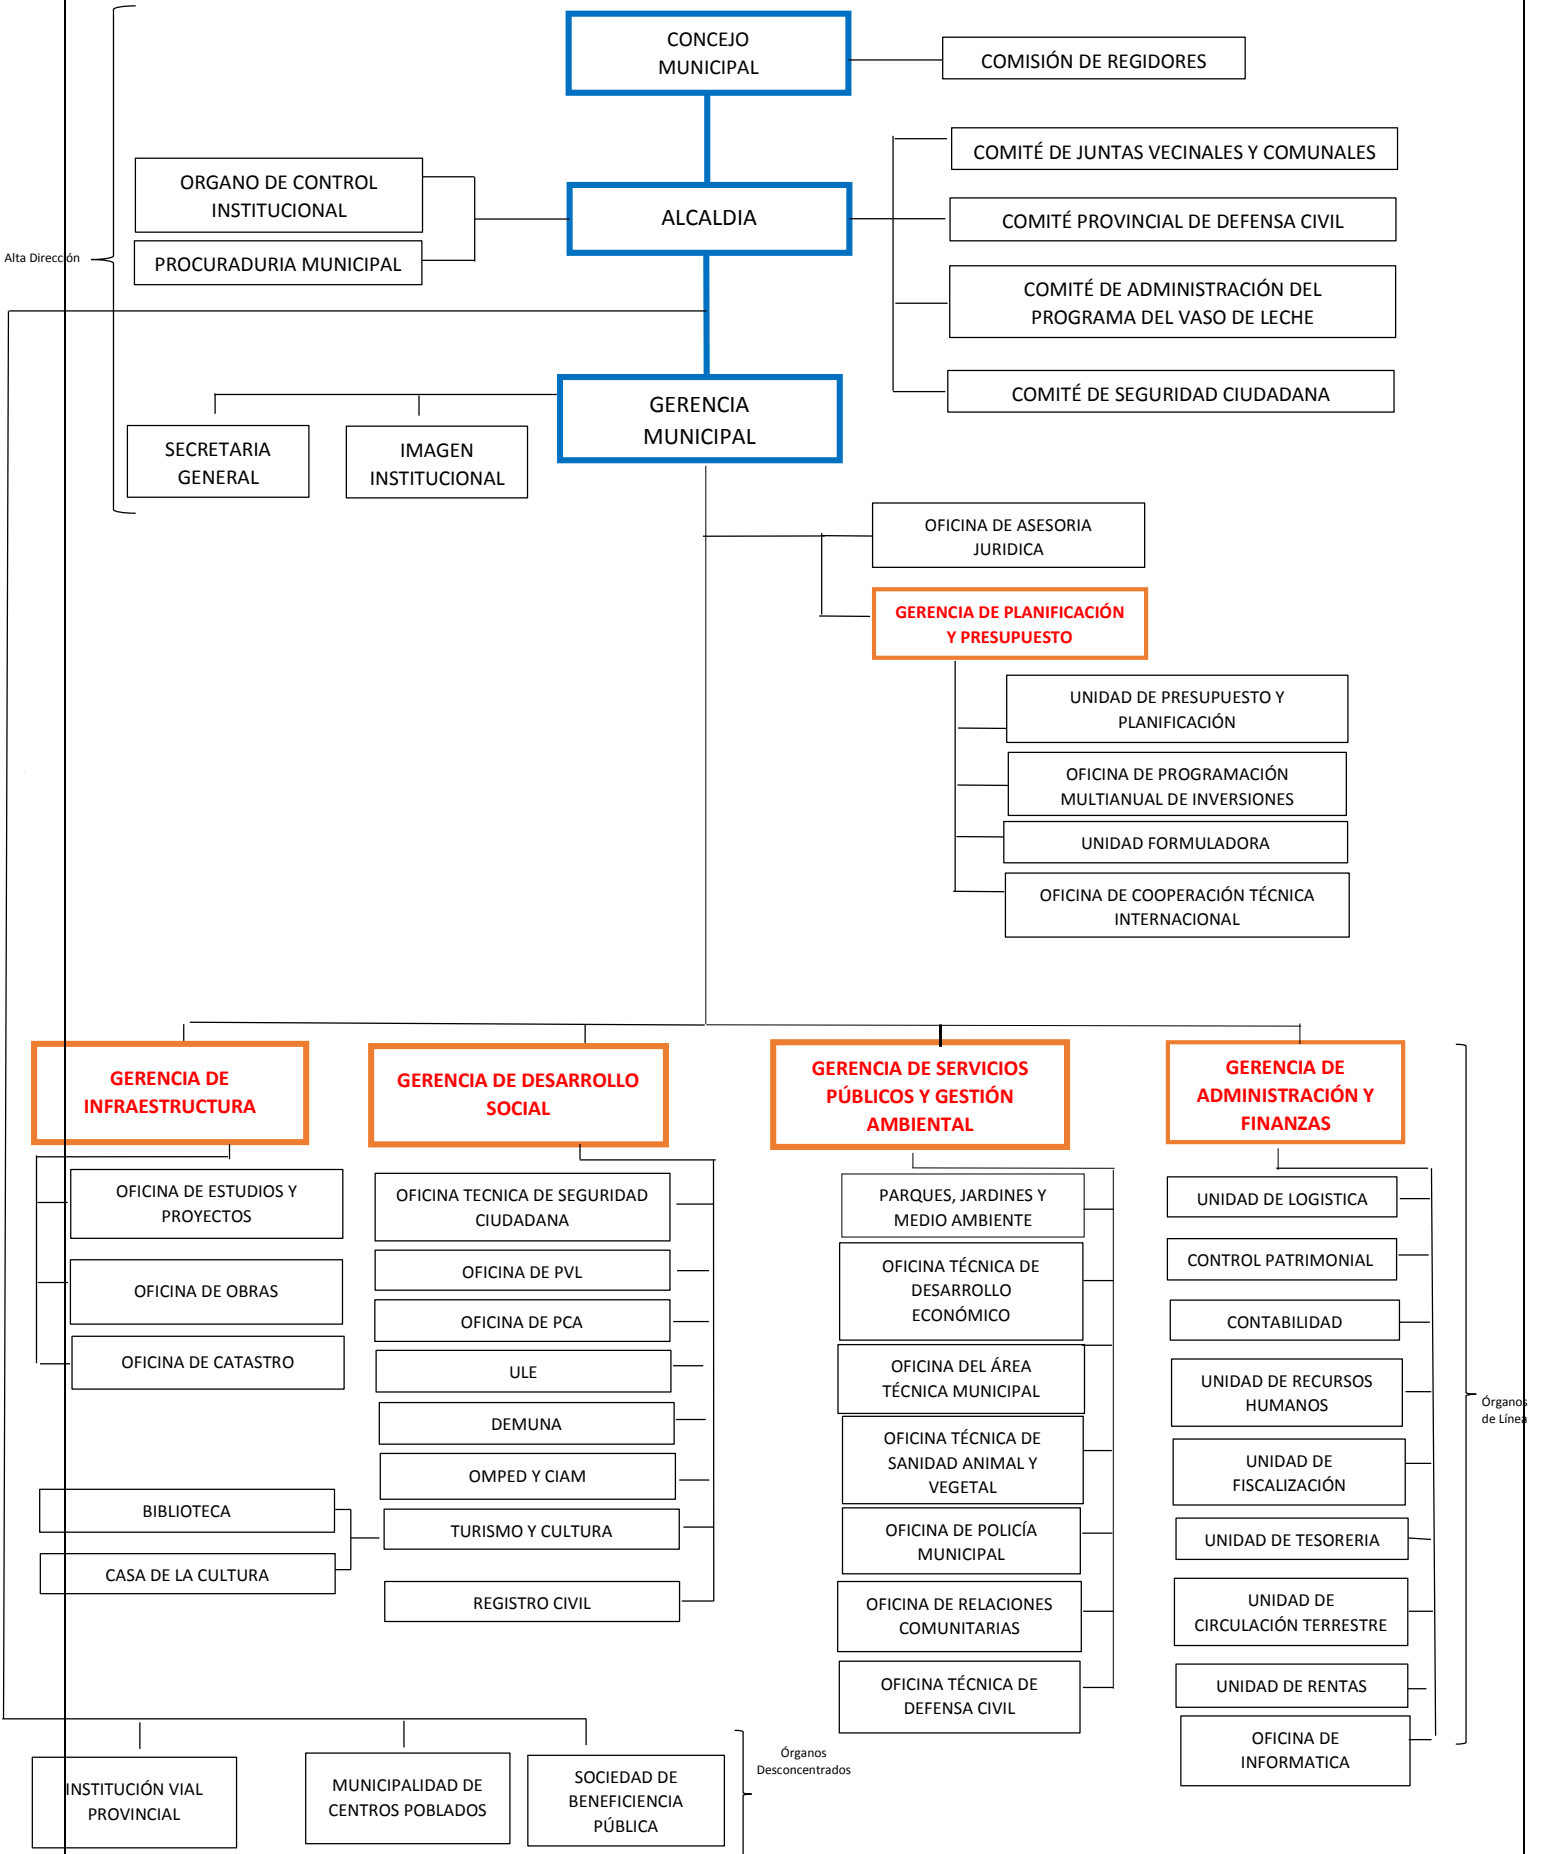 CONCEJO
MUNICIPAL
COMISIÓN DE REGIDORES
COMITÉ DE JUNTAS VECINALES Y COMUNALES
ORGANO DE CONTROL
INSTITUCIONAL
ALCALDIA
COMITÉ PROVINCIAL DE DEFENSA CIVIL
Alta Dirección
PROCURADURIA MUNICIPAL
COMITÉ DE ADMINISTRACIÓN DEL
PROGRAMA DEL VASO DE LECHE
COMITÉ DE SEGURIDAD CIUDADANA
GERENCIA
MUNICIPAL
SECRETARIA
GENERAL
IMAGEN
INSTITUCIONAL
OFICINA DE ASESORIA
JURIDICA
GERENCIA DE PLANIFICACIÓN
Y PRESUPUESTO
UNIDAD DE PRESUPUESTO Y
PLANIFICACIÓN
OFICINA DE PROGRAMACIÓN
MULTIANUAL DE INVERSIONES
UNIDAD FORMULADORA
OFICINA DE COOPERACIÓN TÉCNICA
INTERNACIONAL
GERENCIA DE
INFRAESTRUCTURA
GERENCIA DE DESARROLLO
SOCIAL
GERENCIA DE SERVICIOS
PÚBLICOS Y GESTIÓN
AMBIENTAL
GERENCIA DE
ADMINISTRACIÓN Y
FINANZAS
OFICINA DE ESTUDIOS Y
PROYECTOS
OFICINA DE OBRAS
OFICINA DE CATASTRO
OFICINA TECNICA DE SEGURIDAD
CIUDADANA
OFICINA DE PVL
OFICINA DE PCA
ULE
DEMUNA
OMPED Y CIAM
TURISMO Y CULTURA
REGISTRO CIVIL
BIBLIOTECA
CASA DE LA CULTURA
PARQUES, JARDINES Y
MEDIO AMBIENTE
OFICINA TÉCNICA DE
DESARROLLO
ECONÓMICO
OFICINA DEL ÁREA
TÉCNICA MUNICIPAL
OFICINA TÉCNICA DE
SANIDAD ANIMAL Y
VEGETAL
OFICINA DE POLICÍA
MUNICIPAL
OFICINA DE RELACIONES
COMUNITARIAS
OFICINA TÉCNICA DE
DEFENSA CIVIL
UNIDAD DE LOGISTICA
CONTROL PATRIMONIAL
CONTABILIDAD
UNIDAD DE RECURSOS
HUMANOS
UNIDAD DE
FISCALIZACIÓN
UNIDAD DE TESORERIA
UNIDAD DE
CIRCULACIÓN TERRESTRE
UNIDAD DE RENTAS
OFICINA DE
INFORMATICA
Órganos
de Línea
INSTITUCIÓN VIAL
PROVINCIAL
MUNICIPALIDAD DE
CENTROS POBLADOS
SOCIEDAD DE
BENEFICIENCIA
PÚBLICA
Órganos
Desconcentrados